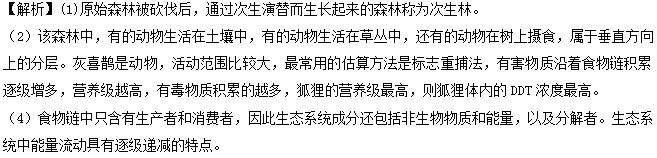 【解析】(1)原始森林被砍伐后，通过次生演替而生长起来的森林称为次生林。
（2）该森林中，有的动物生活在土壤中，有的动物生活在草丛中，还有的动物在树上摄食，属于垂直方向
上的分层。灰喜鹊是动物，活动范围比较大，最常用的估算方法是标志重捕法，有害物质沿着食物链积累
逐级增多，营养级越高，有毒物质积累的越多，狐狸的营养级最高，则狐狸体内的 DDT 浓度最高。
（4）食物链中只含有生产者和消费者，因此生态系统成分还包括非生物物质和能量，以及分解者。生态系
统中能量流动具有逐级递减的特点。